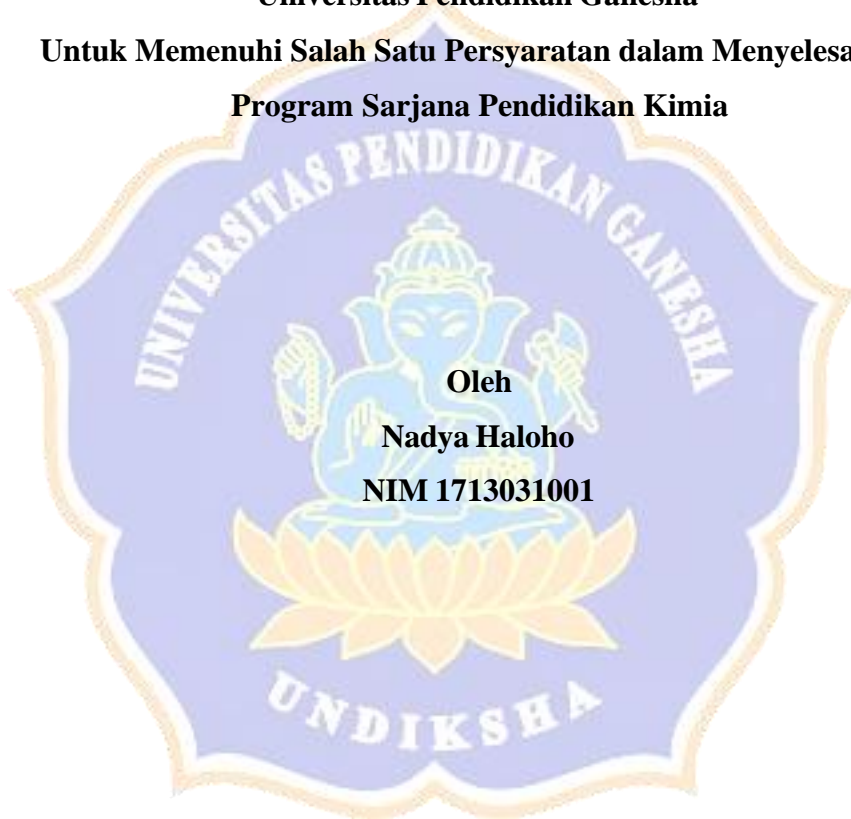 Universitas Pendidikan Ganesha
Untuk Memenuhi Salah Satu Persyaratan dalam
Program Sarjana Pendidikan Kimia
UNIVERSITAS PENDIDIKAN GANESHA
Oleh
Nadya Haloho
NIM 1713031001
UNDIKSHA